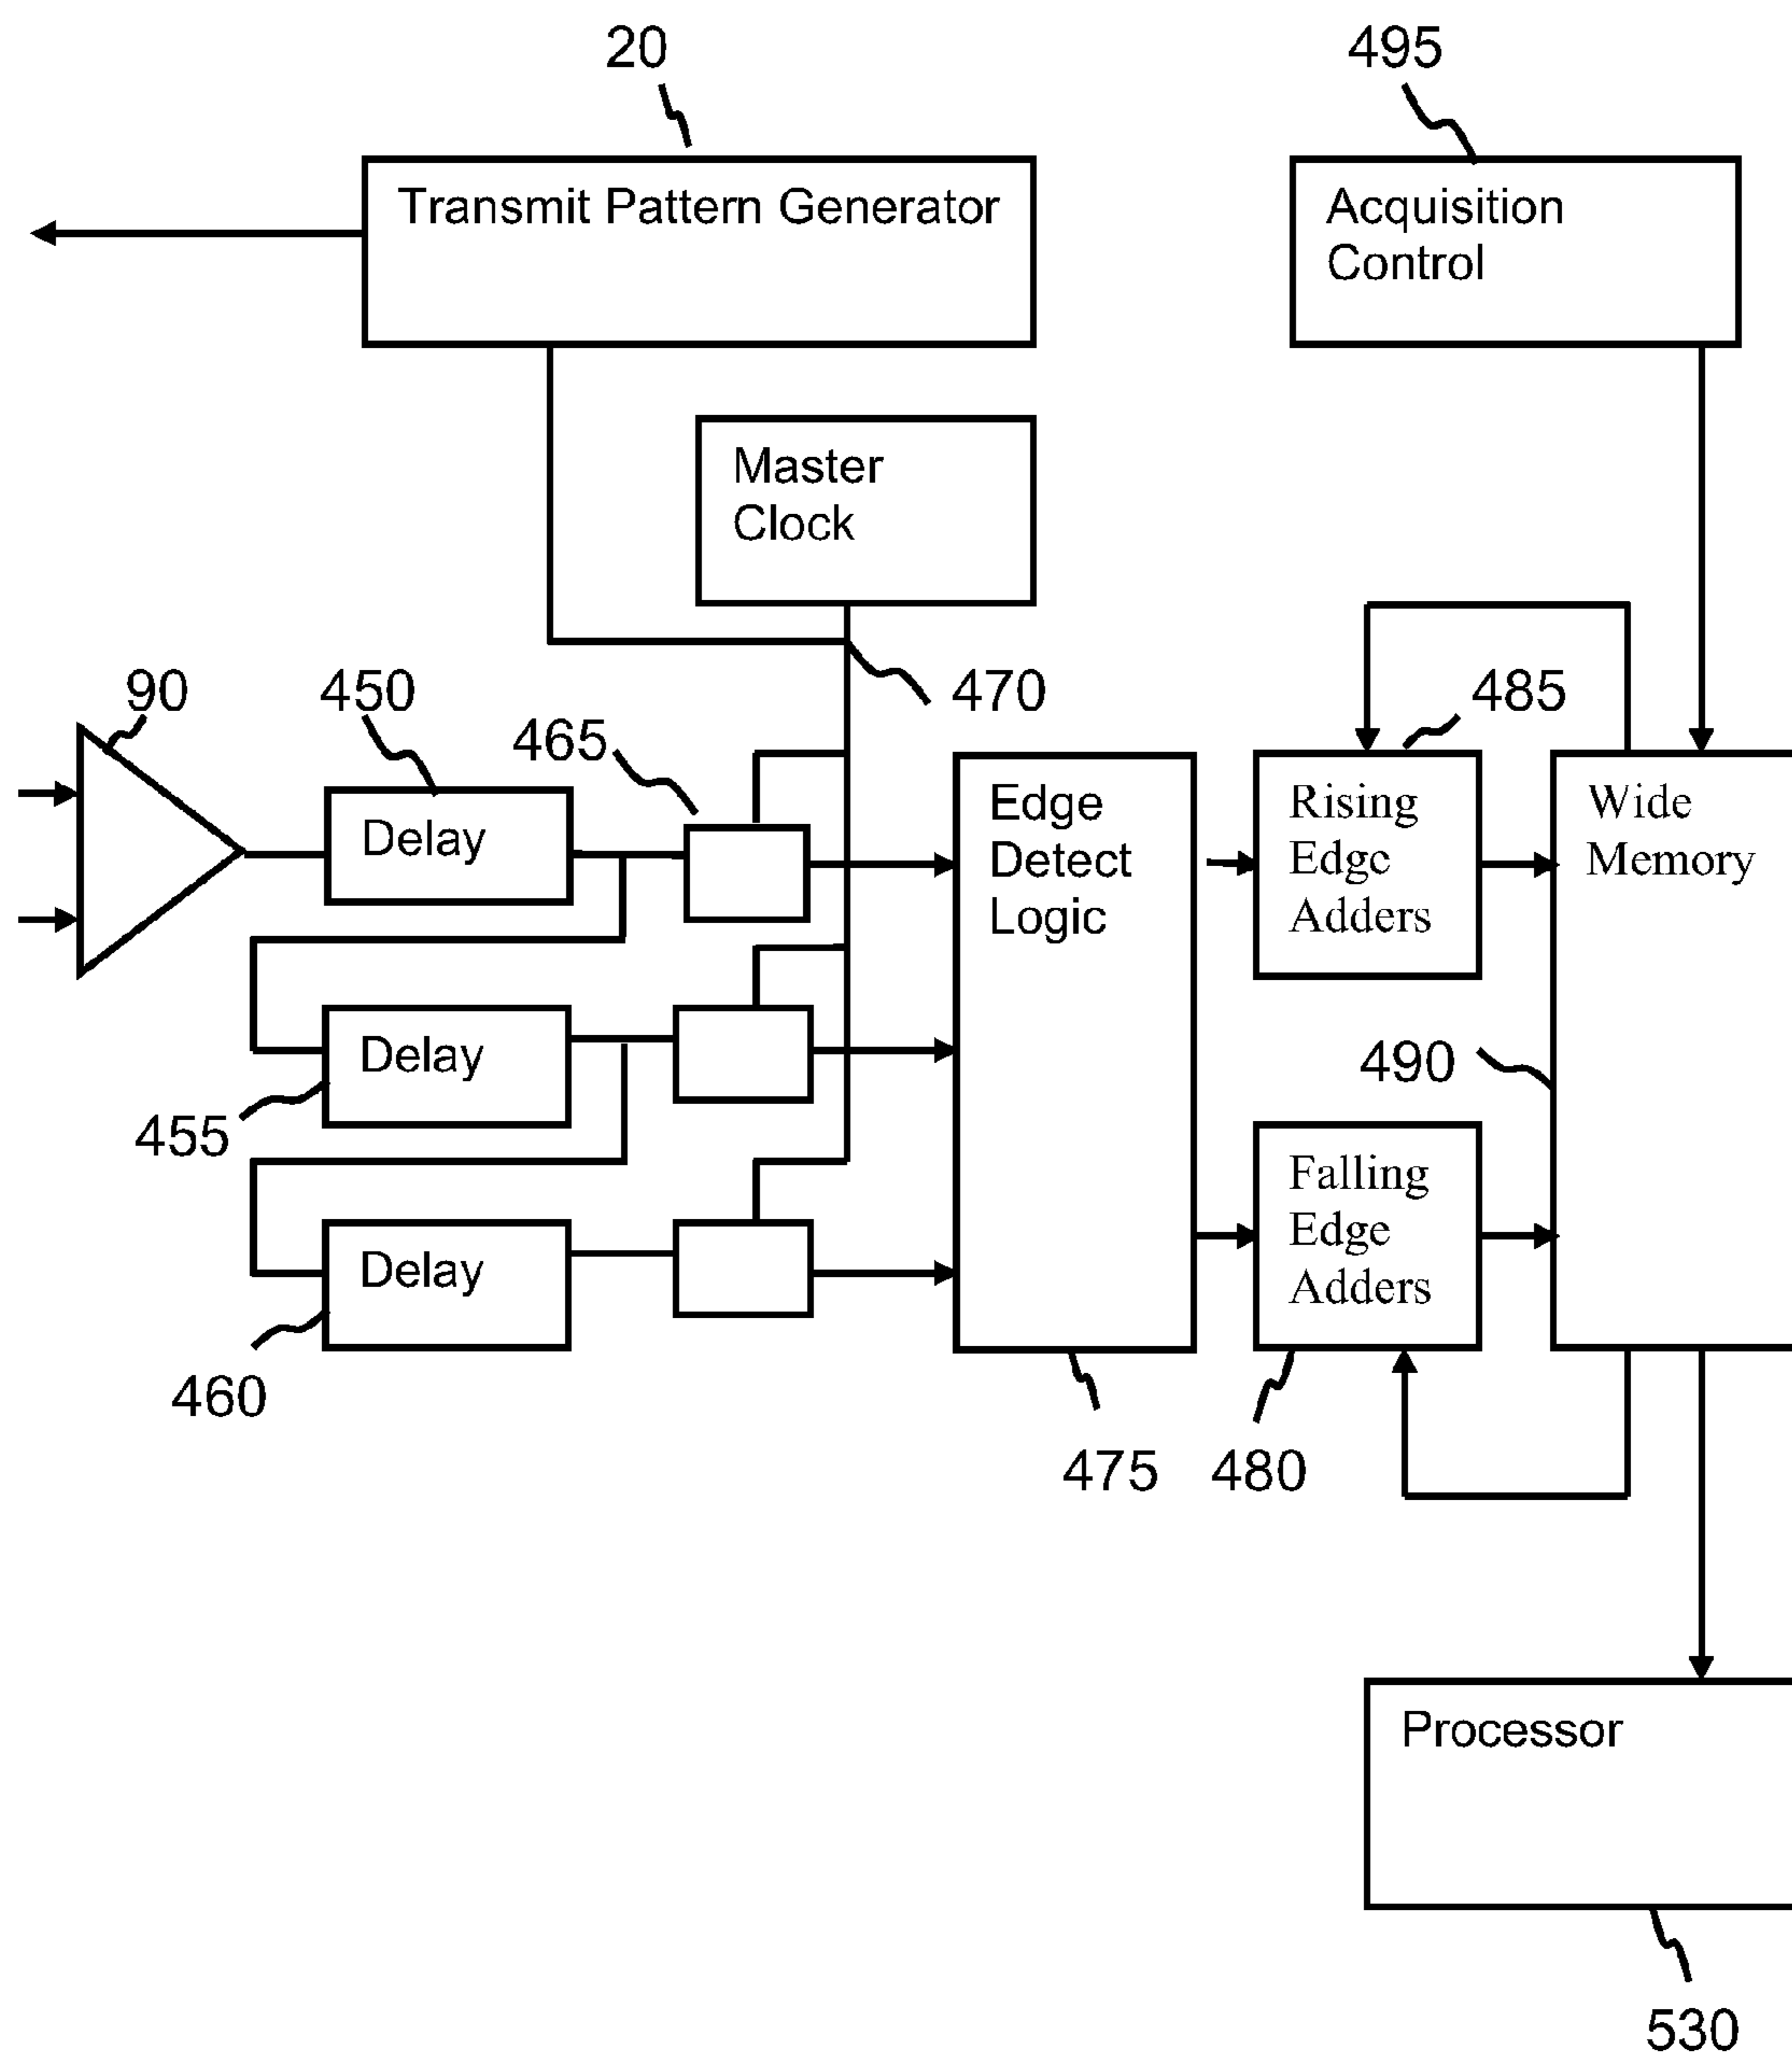 20
495
Transmit Pattern Generator
Acquisition
Control
Master
Clock
90
450
465
470
485
Delay
Edge
Detect
Logic
Rising
Edge
Adders
Wide
Memory
Delay
455
490
Falling
Edge
Adders
Delay
460
475
480
Processor
530